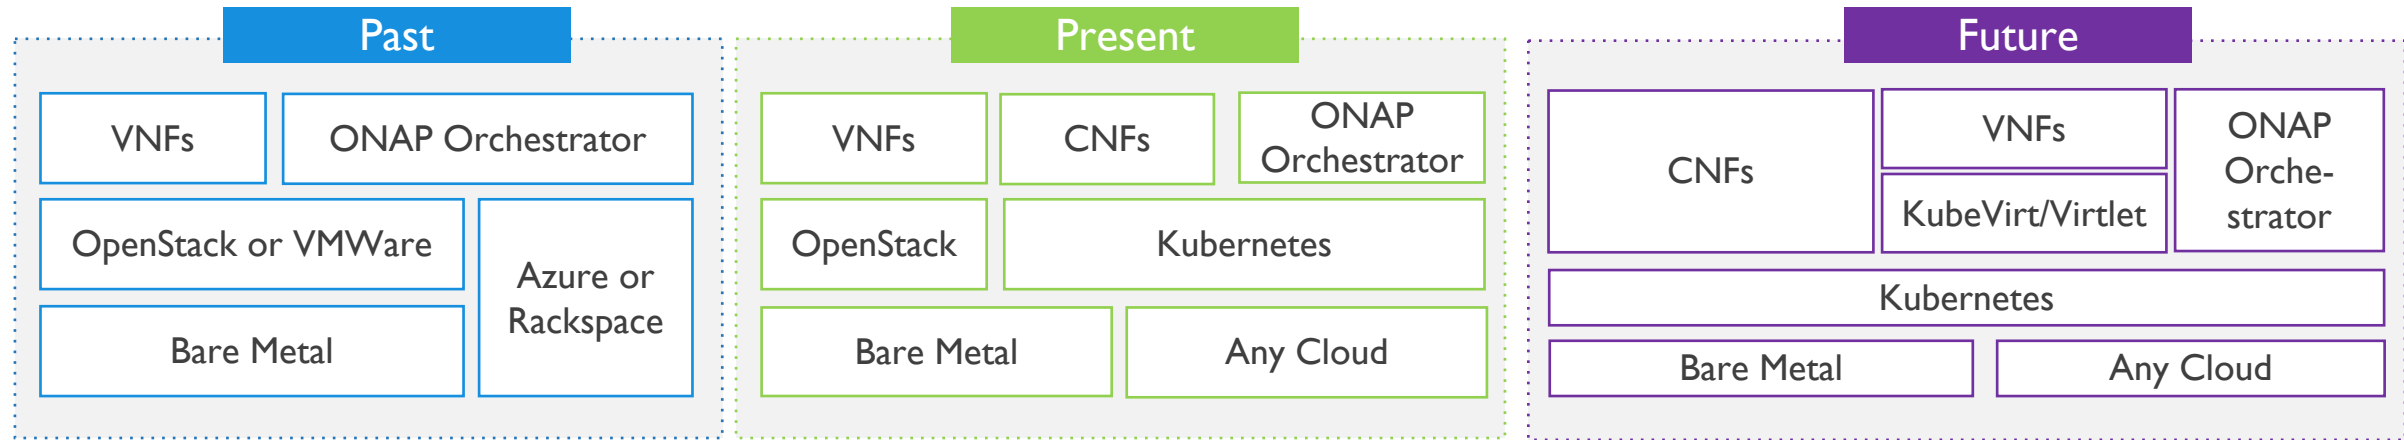 Past
VNFs
ONAP Orchestrator
OpenStack or VMWare
Azure or
Rackspace
Bare Metal
Present
VNFs
CNFs
ONAP
Orchestrator
OpenStack
Kubernetes
Bare Metal
Any Cloud
Future
CNFs
VNFs
KubeVirt/Virtlet
ONAP
Orche-
strator
Kubernetes
Bare Metal
Any Cloud